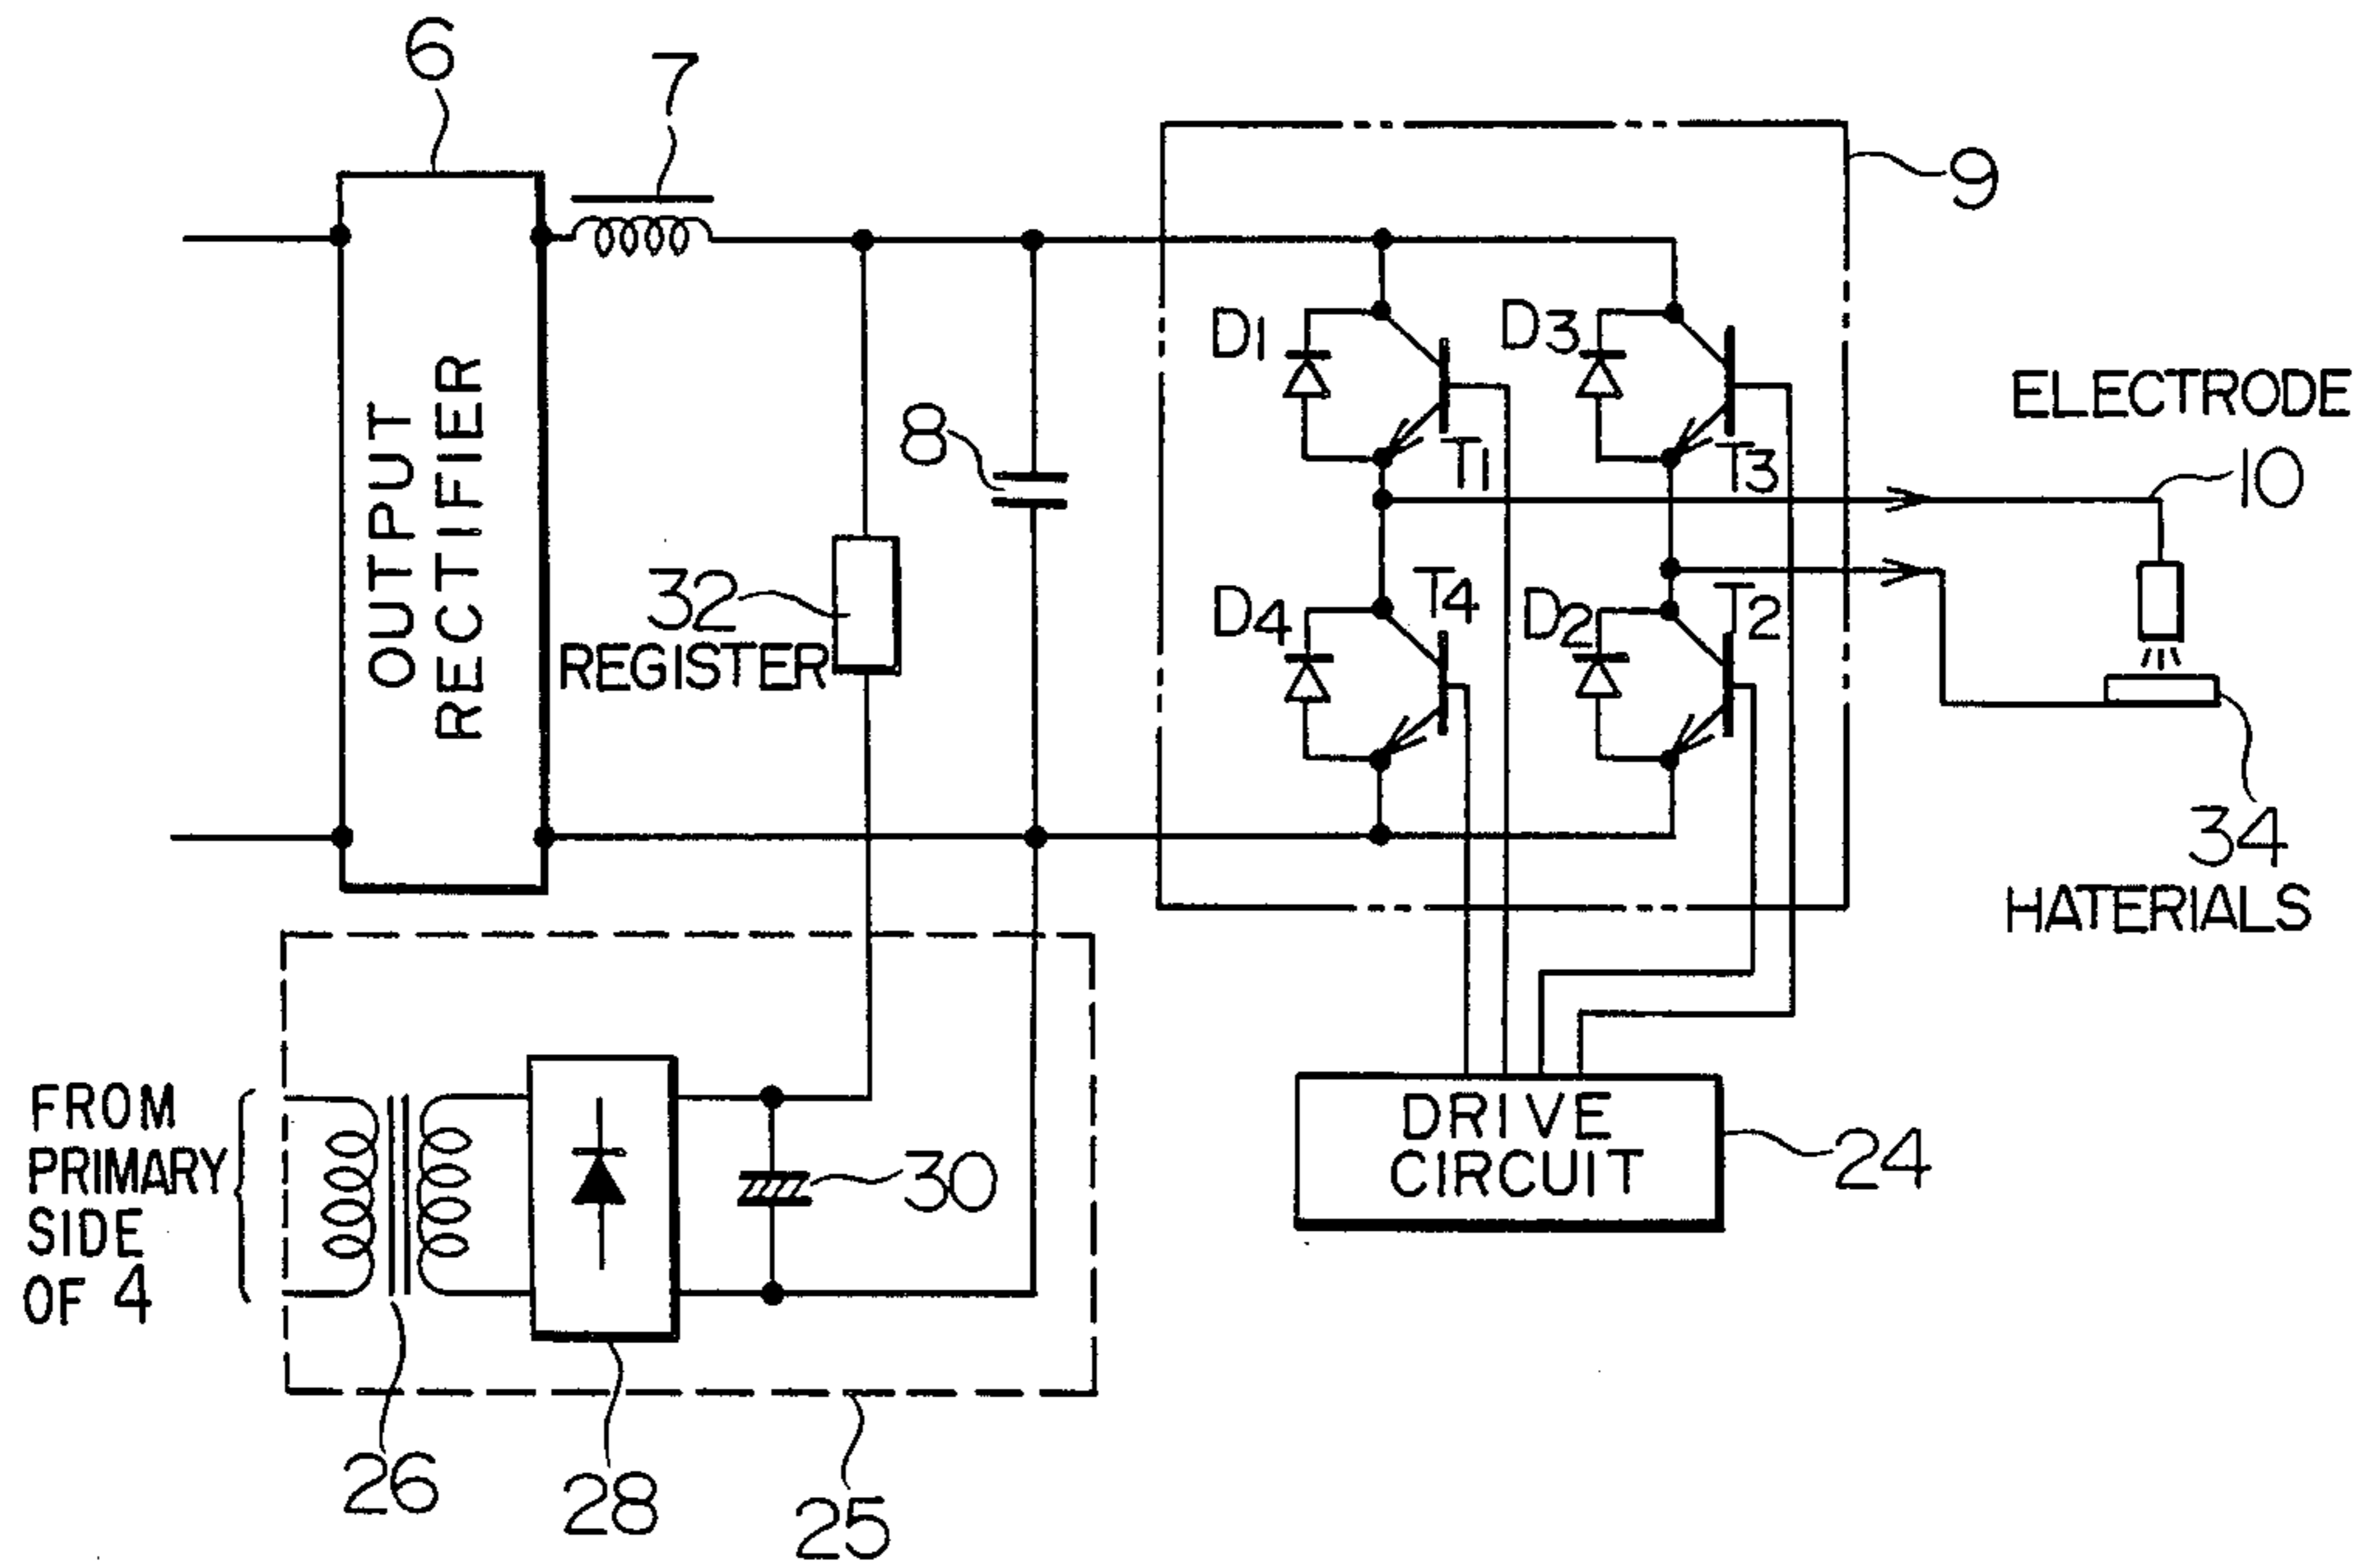 6
7
9
OUTPUT
RECTIFIER
D1
D3
8
T1
T3
ELECTRODE
10
32
REGISTER
D4
T4
D2
T2
34
HATERIALS
DRIVE
CIRCUIT
24
FROM
PRIMARY
SIDE
OF 4
30
26
28
25